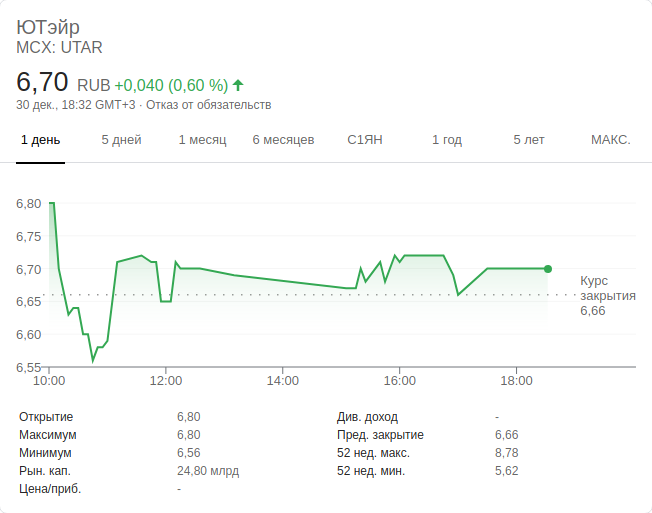 ЮТэйр
MCX: UTAR
6,70 RUB +0,040 (0,60 %)
30 дек., 18:32 GMT+3 · Отказ от обязательств
1 день 5 дней 1 месяц 6 месяцев С1ЯН 1 год 5 лет МАКС.
6,80
6,75
6,70
6,65
6,60
6,55
Курс
закрытия
6,66
10:00 12:00 14:00 16:00 18:00
Открытие 6,80 Див. доход -
Максимум 6,80 Пред. закрытие 6,66
Минимум 6,56 52 нед. макс. 8,78
Рын. кап. 24,80 млрд 52 нед. мин. 5,62
Цена/приб. -